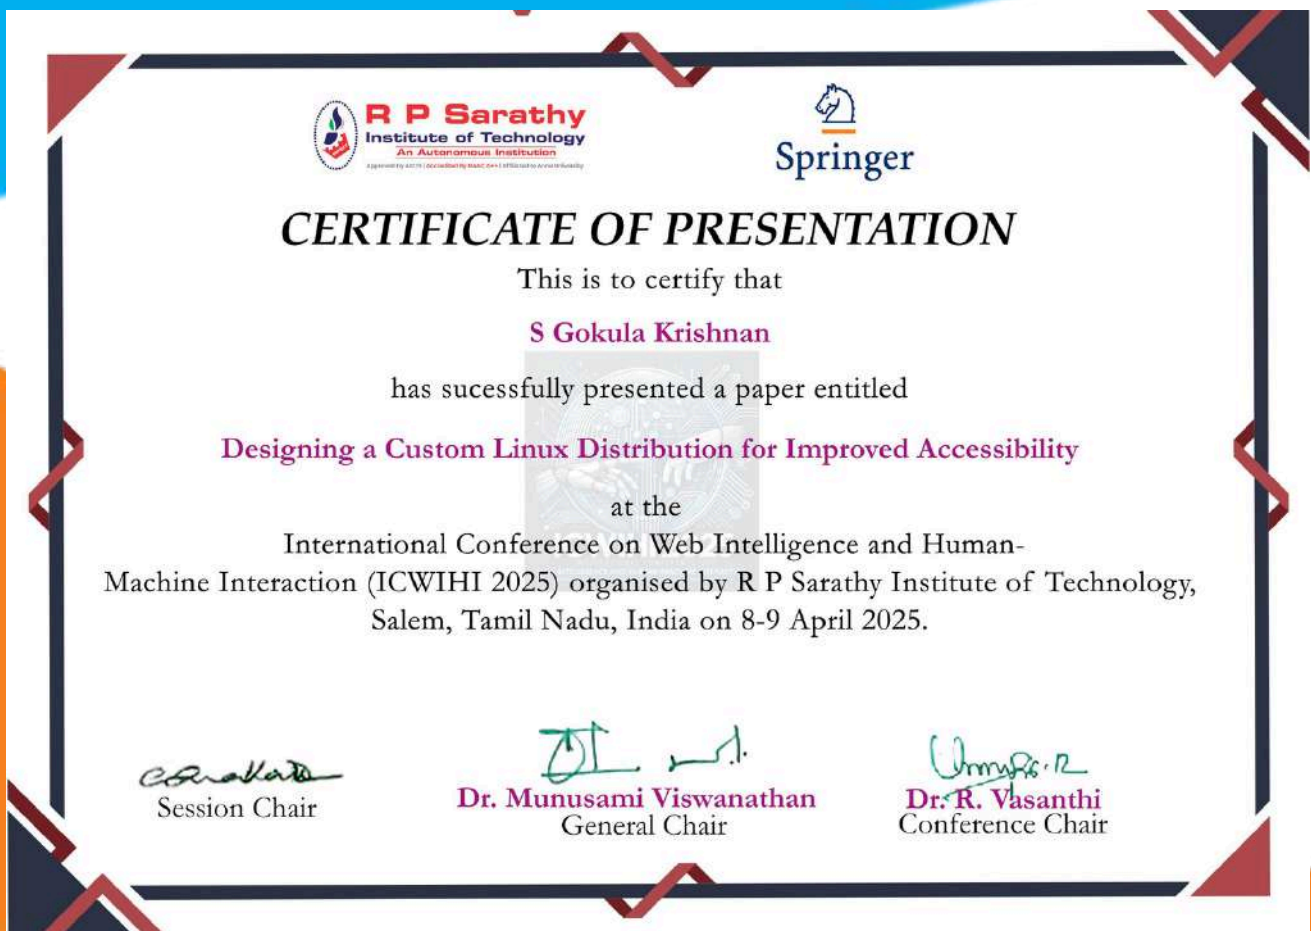 R P Sarathy
Institute of Technology
An Autonomous Institution
Springer
CERTIFICATE OF PRESENTATION
This is to certify that
S Gokula Krishnan
has sucessfully presented a paper entitled
Designing a Custom Linux Distribution for Improved Accessibility
at the
International Conference on Web Intelligence and Human-
Machine Interaction (ICWIHI 2025) organised by R P Sarathy Institute of Technology,
Salem, Tamil Nadu, India on 8-9 April 2025.
Session Chair
Dr. Munusami Viswanathan
General Chair
Dr. R. Vasanthi
Conference Chair